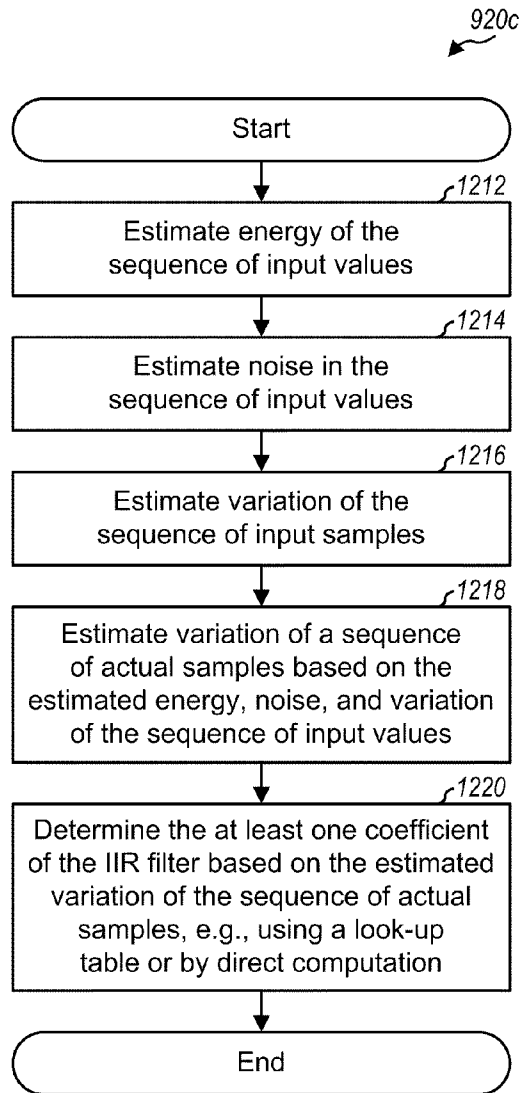 920c
Start
1212
Estimate energy of the
sequence of input values
1214
Estimate noise in the
sequence of input values
1216
Estimate variation of the
sequence of input samples
1218
Estimate variation of a sequence
of actual samples based on the
estimated energy, noise, and variation
of the sequence of input values
1220
Determine the at least one coefficient
of the IIR filter based on the estimated
variation of the sequence of actual
samples, e.g., using a look-up
table or by direct computation
End